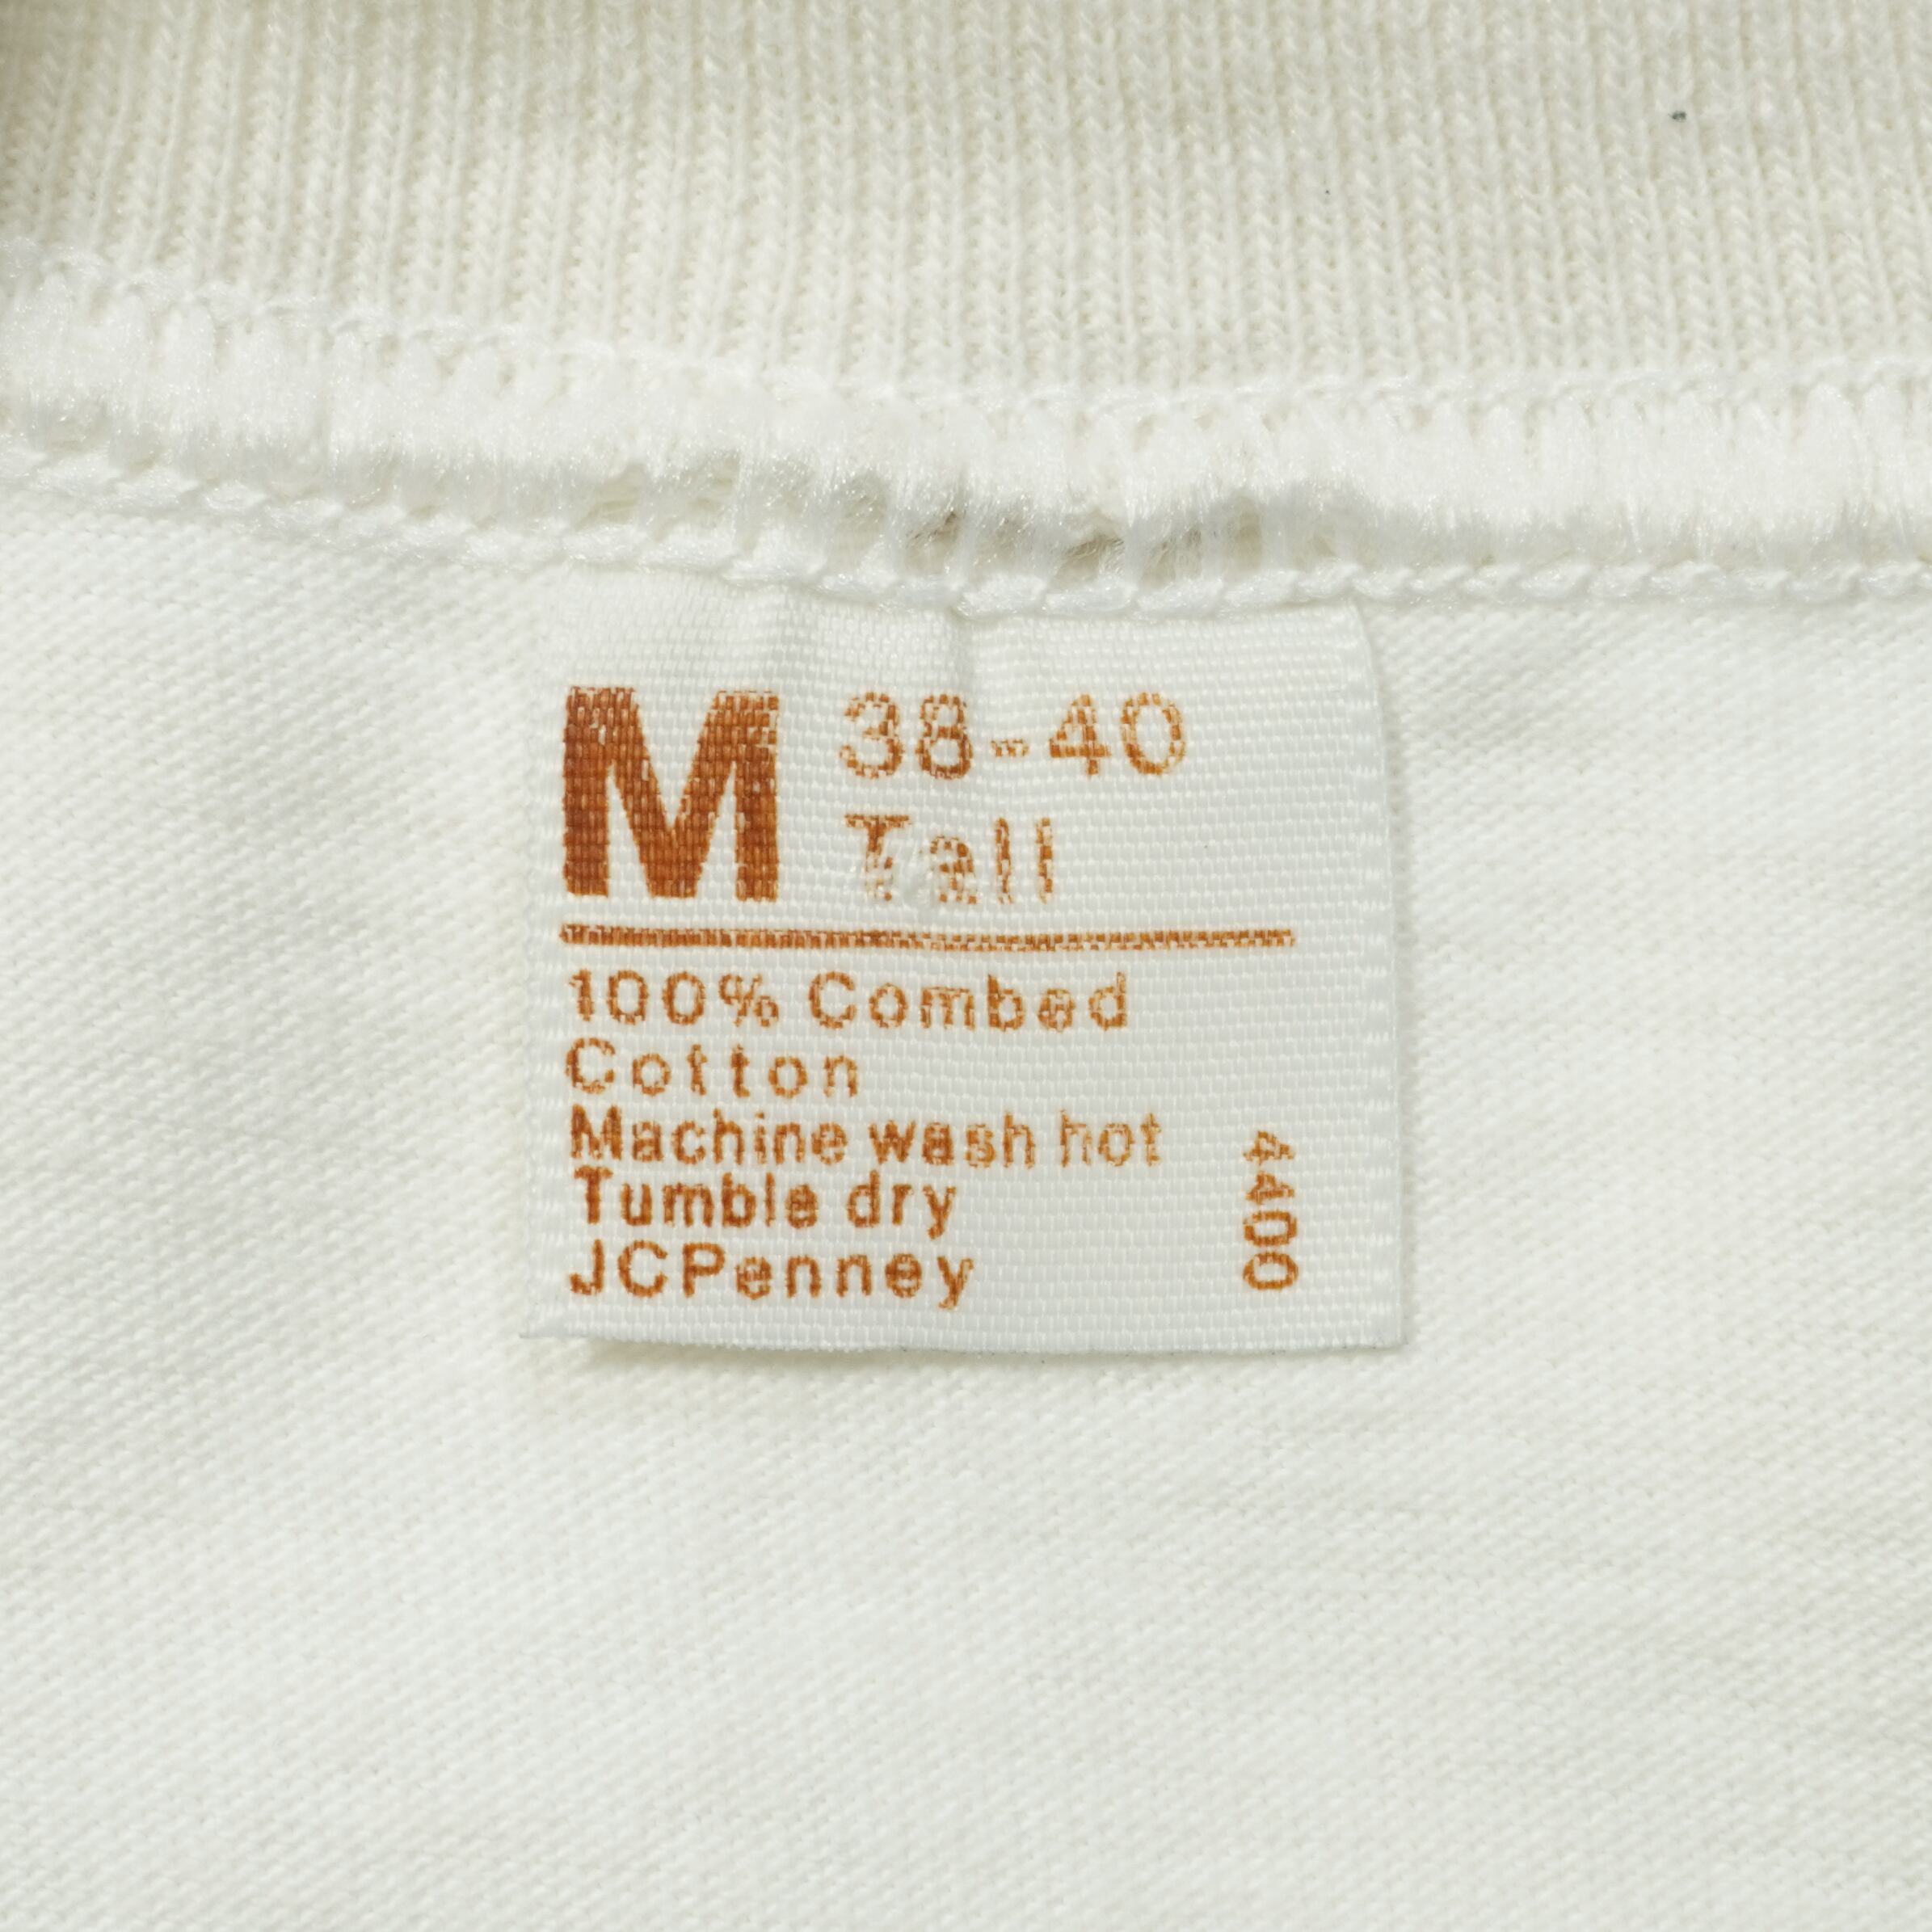 M 38-40
Tall
100% Combed
Cotton
Machine wash hot
Tumble dry
JCPenney
4400